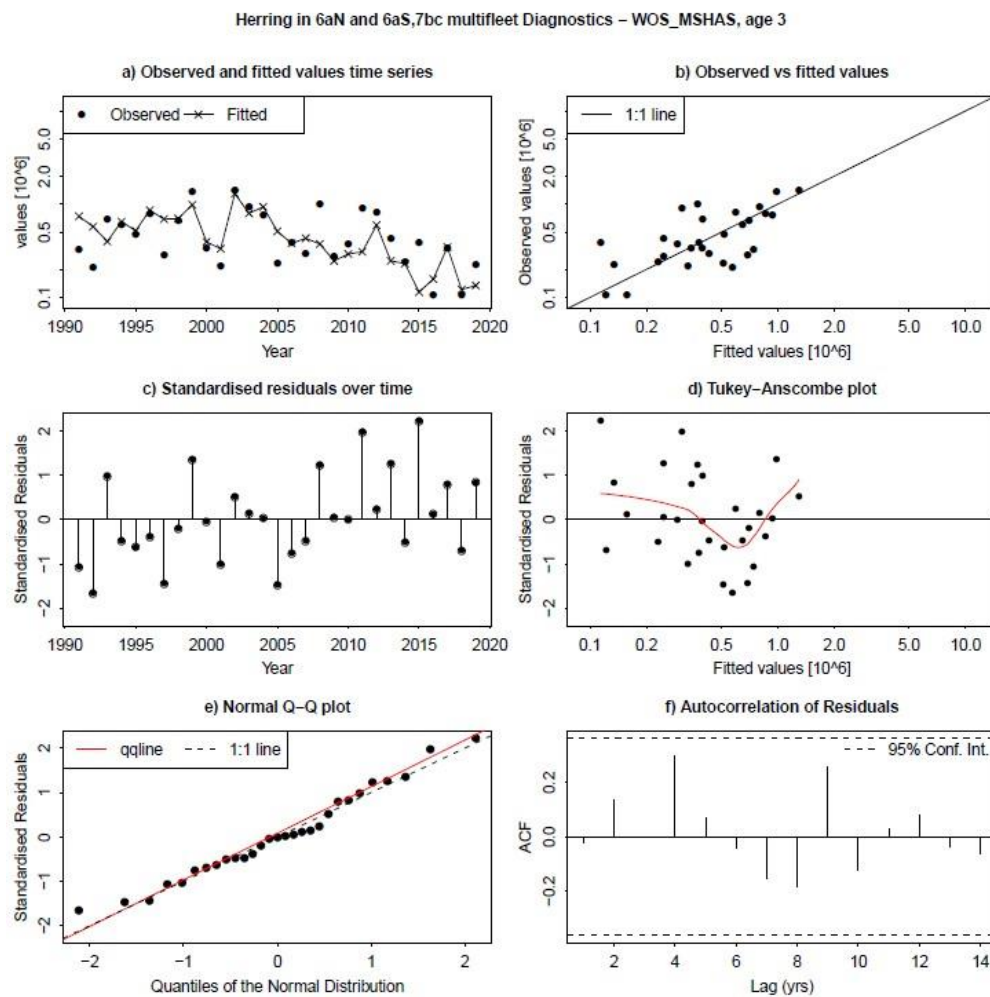 Herring in 6aN and 6aS,7bc multifleet Diagnostics − WOS_MSHAS, age 3
a) Observed and fitted values time series
Observed Fitted
values [10^6]
5.0
2.0
0.5
0.1
1990 1995 2000 2005 2010 2015 2020
Year
b) Observed vs fitted values
1:1 line
Observed values [10^6]
5.0
2.0
0.5
0.1
0.1 0.2 0.5 1.0 2.0 5.0 10.0
Fitted values [10^6]
c) Standardised residuals over time
Standardised Residuals
2
1
0
−1
−2
1990 1995 2000 2005 2010 2015 2020
Year
d) Tukey−Anscombe plot
Standardised Residuals
2
1
0
−1
−2
0.1 0.2 0.5 1.0 2.0 5.0 10.0
Fitted values [10^6]
e) Normal Q−Q plot
qqline 1:1 line
Standardised Residuals
2
1
0
−1
−2
−2 −1 0 1 2
Quantiles of the Normal Distribution
f) Autocorrelation of Residuals
95% Conf. Int.
ACF
0.2
0.0
−0.2
2 4 6 8 10 12 14
Lag (yrs)